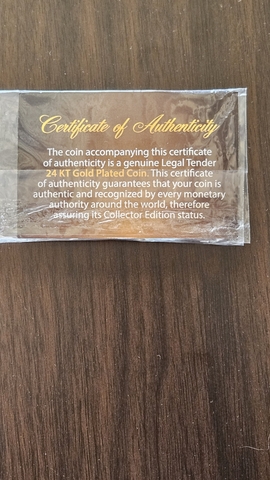 Certificate of Authenticity
The coin accompanying this certificate
of authenticity is a genuine Legal Tender
24 KT Gold Plated Coin. This certificate
of authenticity guarantees that your coin is
authentic and recognized by every monetary
authority around the world, therefore
assuring its Collector Edition status.